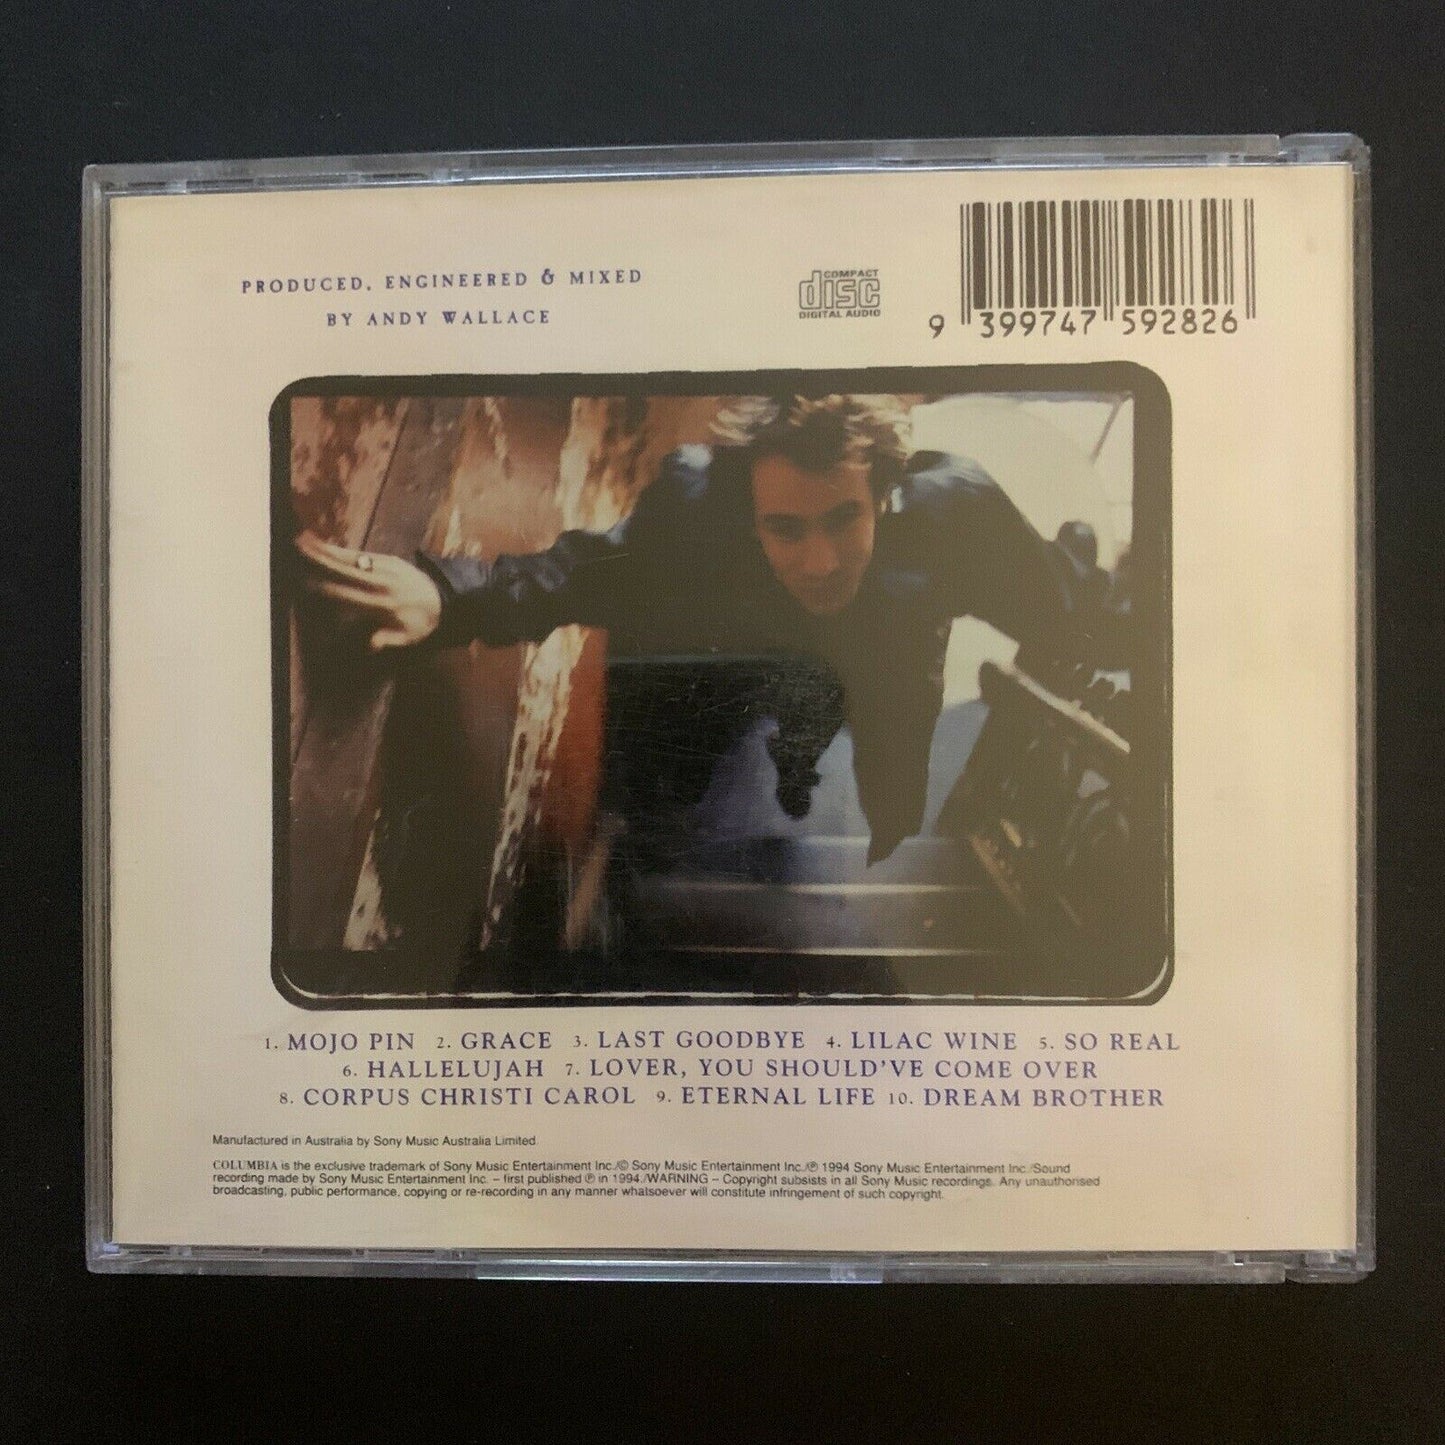 PRODUCED, ENGINEERED & MIXED
BY ANDY WALLACE
COMPACT
disc
DIGITAL AUDIO
9 399747 592826
1. MOJO PIN 2. GRACE 3. LAST GOODBYE 4. LILAC WINE 5. SO REAL
6. HALLELUJAH 7. LOVER, YOU SHOULD'VE COME OVER
8. CORPUS CHRISTI CAROL 9. ETERNAL LIFE 10. DREAM BROTHER
Manufactured in Australia by Sony Music Australia Limited.
COLUMBIA is the exclusive trademark of Sony Music Entertainment Inc./© Sony Music Entertainment Inc./℗ 1994 Sony Music Entertainment Inc./Sound
recording made by Sony Music Entertainment Inc. – first published ℗ in 1994./WARNING – Copyright subsists in all Sony Music recordings. Any unauthorised
broadcasting, public performance, copying or re-recording in any manner whatsoever will constitute infringement of such copyright.